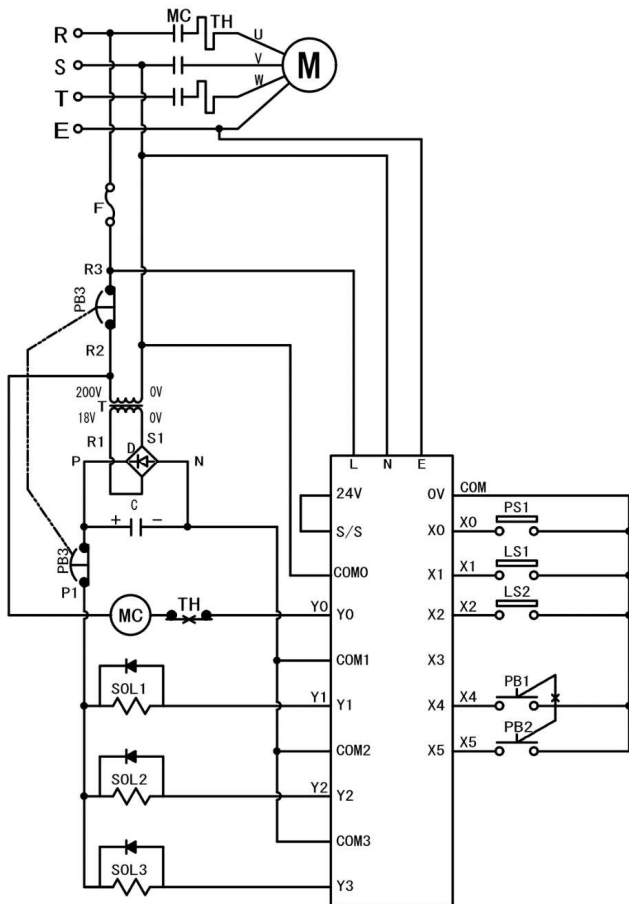 MC TH
R U
S V M
T W
E
F
R3
PB3
R2
200V 0V
T
18V 0V
R1 D S1
P N
L N E
C
+ −
24V 0V COM
S/S X0 X0 PS1
COM0 X1 X1 LS1
PB3
P1
MC TH Y0 Y0 X2 X2 LS2
COM1 X3
SOL1 Y1 Y1 X4 X4 PB1
COM2 X5 X5 PB2
SOL2 Y2 Y2
COM3
SOL3 Y3